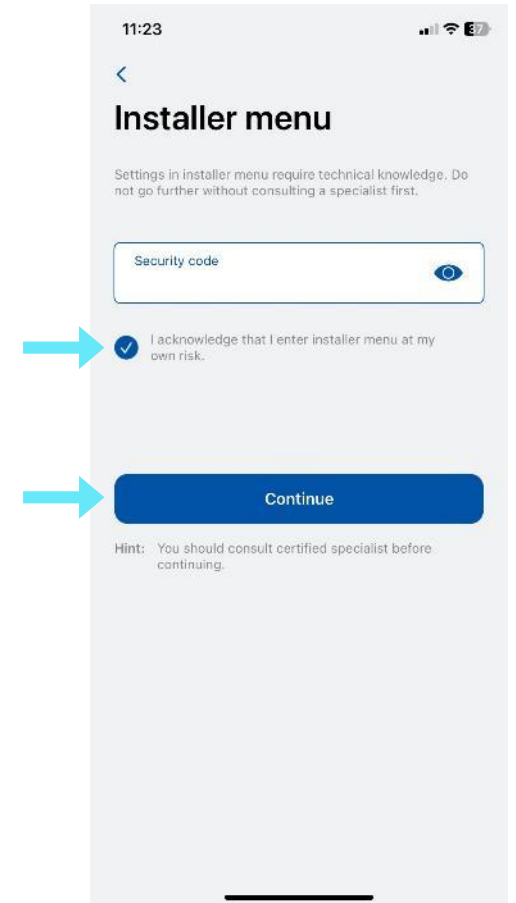 11:23
37
Installer menu
Settings in installer menu require technical knowledge. Do
not go further without consulting a specialist first.
Security code
I acknowledge that I enter installer menu at my
own risk.
Continue
Hint: You should consult certified specialist before
continuing.